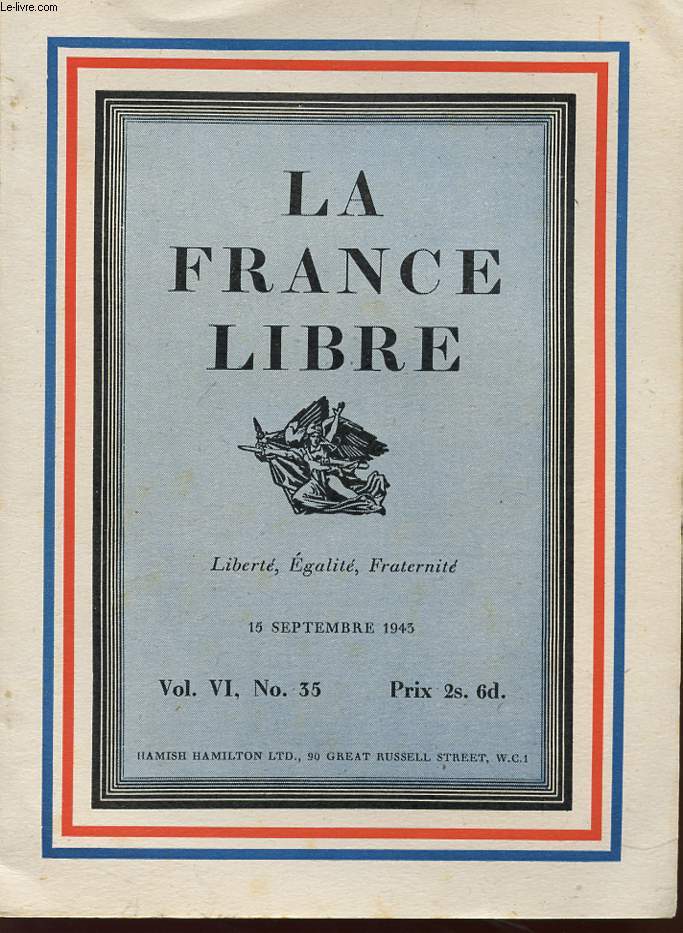 Le-livre.com
LA
FRANCE
LIBRE
Liberté, Égalité, Fraternité
15 SEPTEMBRE 1943
Vol. VI, No. 35 Prix 2s. 6d.
HAMISH HAMILTON LTD., 90 GREAT RUSSELL STREET, W.C.1